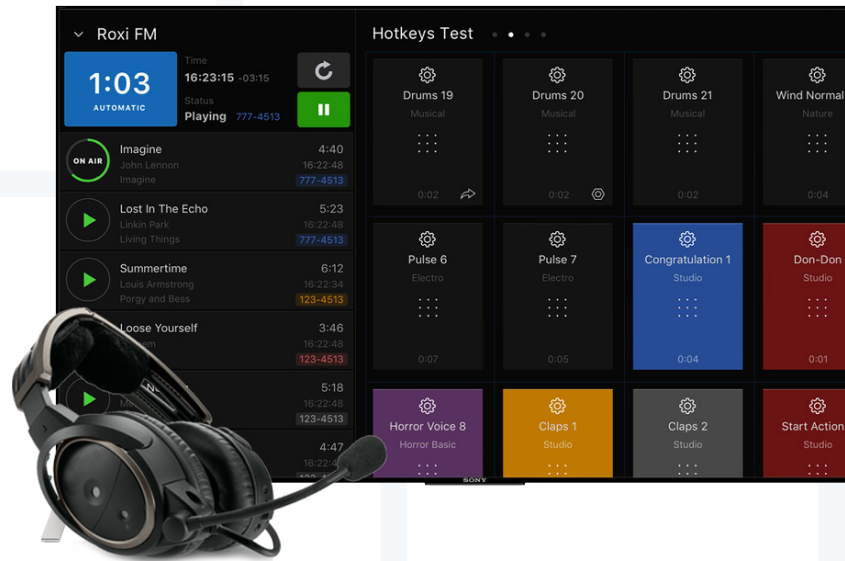 Roxi FM
1:03
AUTOMATIC
Time
16:23:15 -03:15
Status
Playing 777-4513
ON AIR
Imagine
John Lennon
Imagine
4:40
16:22:48
777-4513
Lost In The Echo
Linkin Park
Living Things
5:23
16:22:48
777-4513
Summertime
Louis Armstrong
Porgy and Bess
6:12
16:22:34
123-4513
Loose Yourself
3:46
16:22:48
123-4513
5:18
16:22:48
123-4513
4:47
Hotkeys Test
Drums 19
Musical
0:02
Drums 20
Musical
0:02
Drums 21
Musical
0:02
Wind Normal
Nature
0:04
Pulse 6
Electro
0:07
Pulse 7
Electro
0:05
Congratulation 1
Studio
0:04
Don-Don
Studio
0:01
Horror Voice 8
Horror Basic
Claps 1
Studio
Claps 2
Studio
Start Action
Studio
SONY